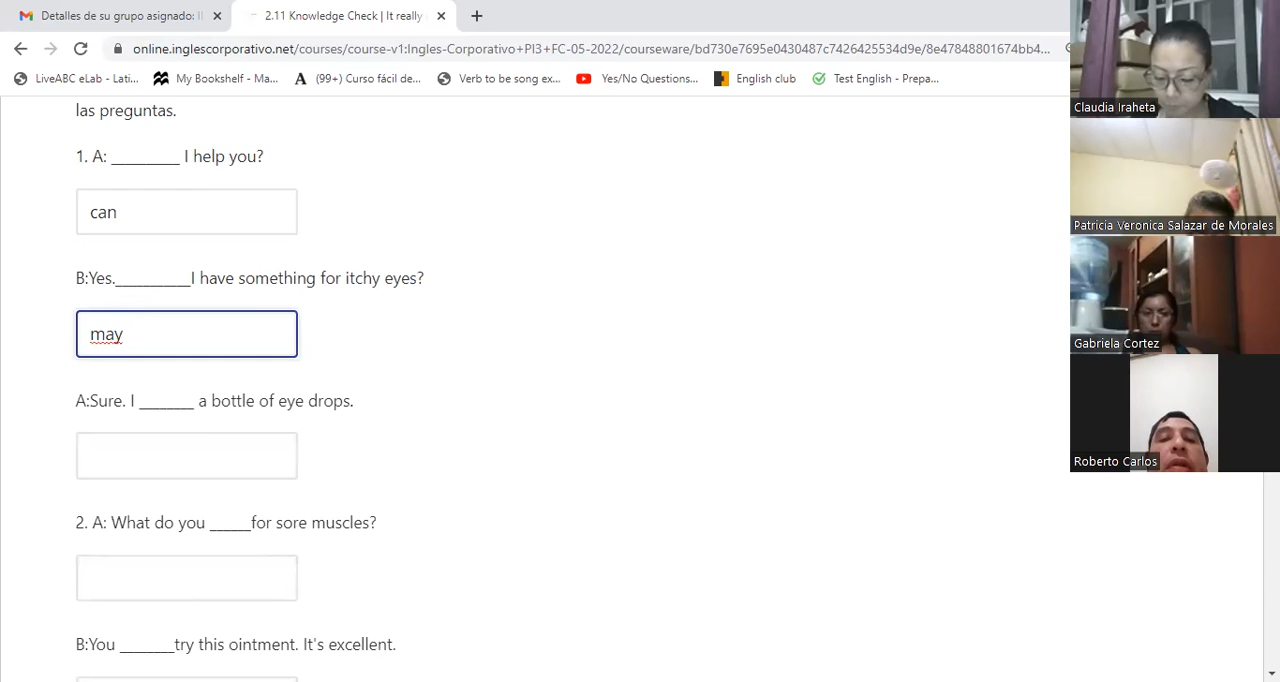 Detalles de su grupo asignado: I
2.11 Knowledge Check | It really
online.inglescorporativo.net/courses/course-v1:Ingles-Corporativo+PI3+FC-05-2022/courseware/bd730e7695e0430487c7426425534d9e/8e47848801674bb4...
LiveABC eLab - Lati... My Bookshelf - Ma... (99+) Curso fácil de... Verb to be song ex... Yes/No Questions... English club Test English - Prepa...
las preguntas.
1. A: _________ I help you?
can
B:Yes.__________I have something for itchy eyes?
may
A:Sure. I _______ a bottle of eye drops.
2. A: What do you _____for sore muscles?
B:You _______try this ointment. It's excellent.
Claudia Iraheta
Patricia Veronica Salazar de Morales
Gabriela Cortez
Roberto Carlos